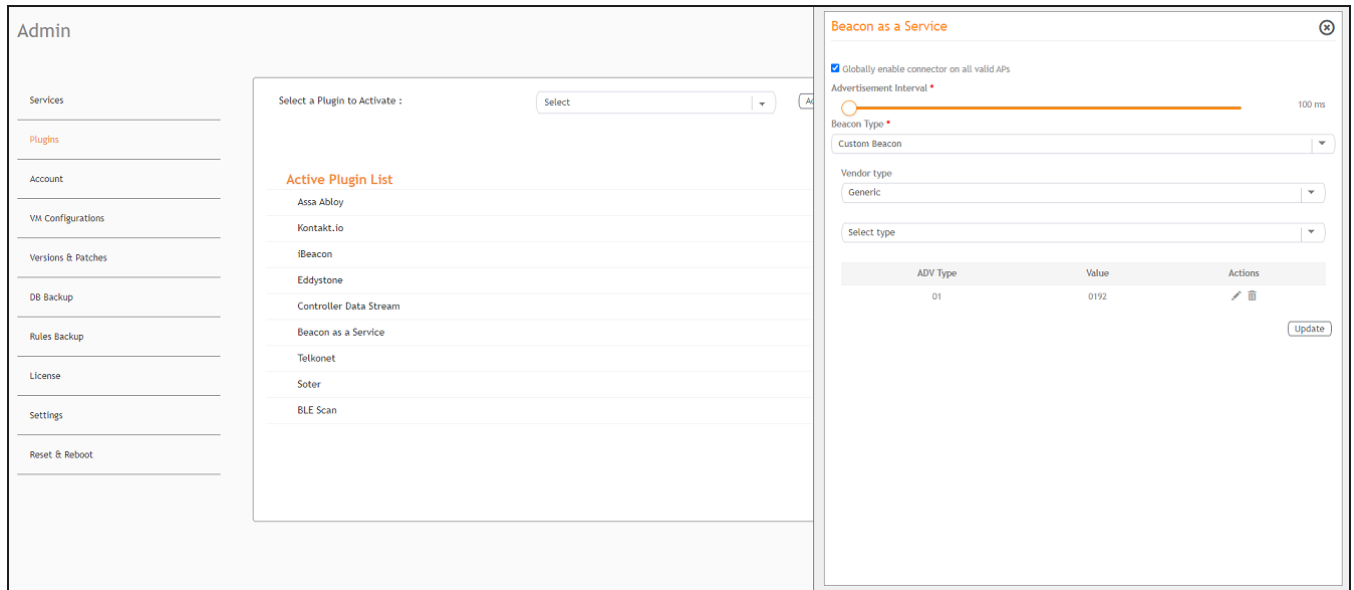 Admin
Services
Plugins
Account
VM Configurations
Versions & Patches
DB Backup
Rules Backup
License
Settings
Reset & Reboot
Select a Plugin to Activate :
Select
Active Plugin List
Assa Abloy
Kontakt.io
iBeacon
Eddystone
Controller Data Stream
Beacon as a Service
Telkonet
Soter
BLE Scan
Beacon as a Service
Globally enable connector on all valid APs
Advertisement Interval *
100 ms
Beacon Type *
Custom Beacon
Vendor type
Generic
Select type
ADV Type Value Actions
01 0192
Update